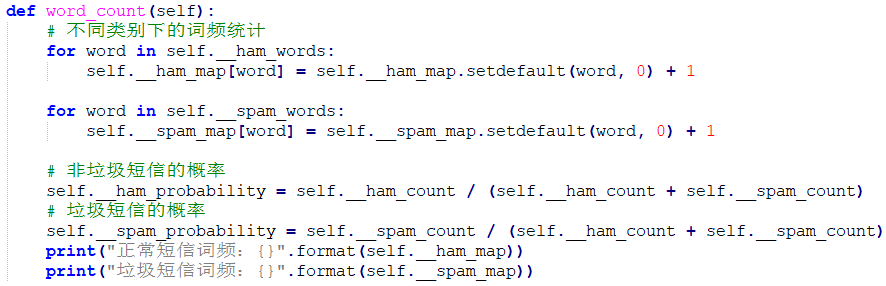 def word_count(self):
    # 不同类别下的词频统计
    for word in self.__ham_words:
        self.__ham_map[word] = self.__ham_map.setdefault(word, 0) + 1

    for word in self.__spam_words:
        self.__spam_map[word] = self.__spam_map.setdefault(word, 0) + 1

    # 非垃圾短信的概率
    self.__ham_probability = self.__ham_count / (self.__ham_count + self.__spam_count)
    # 垃圾短信的概率
    self.__spam_probability = self.__spam_count / (self.__ham_count + self.__spam_count)
    print("正常短信词频: {}".format(self.__ham_map))
    print("垃圾短信词频: {}".format(self.__spam_map))